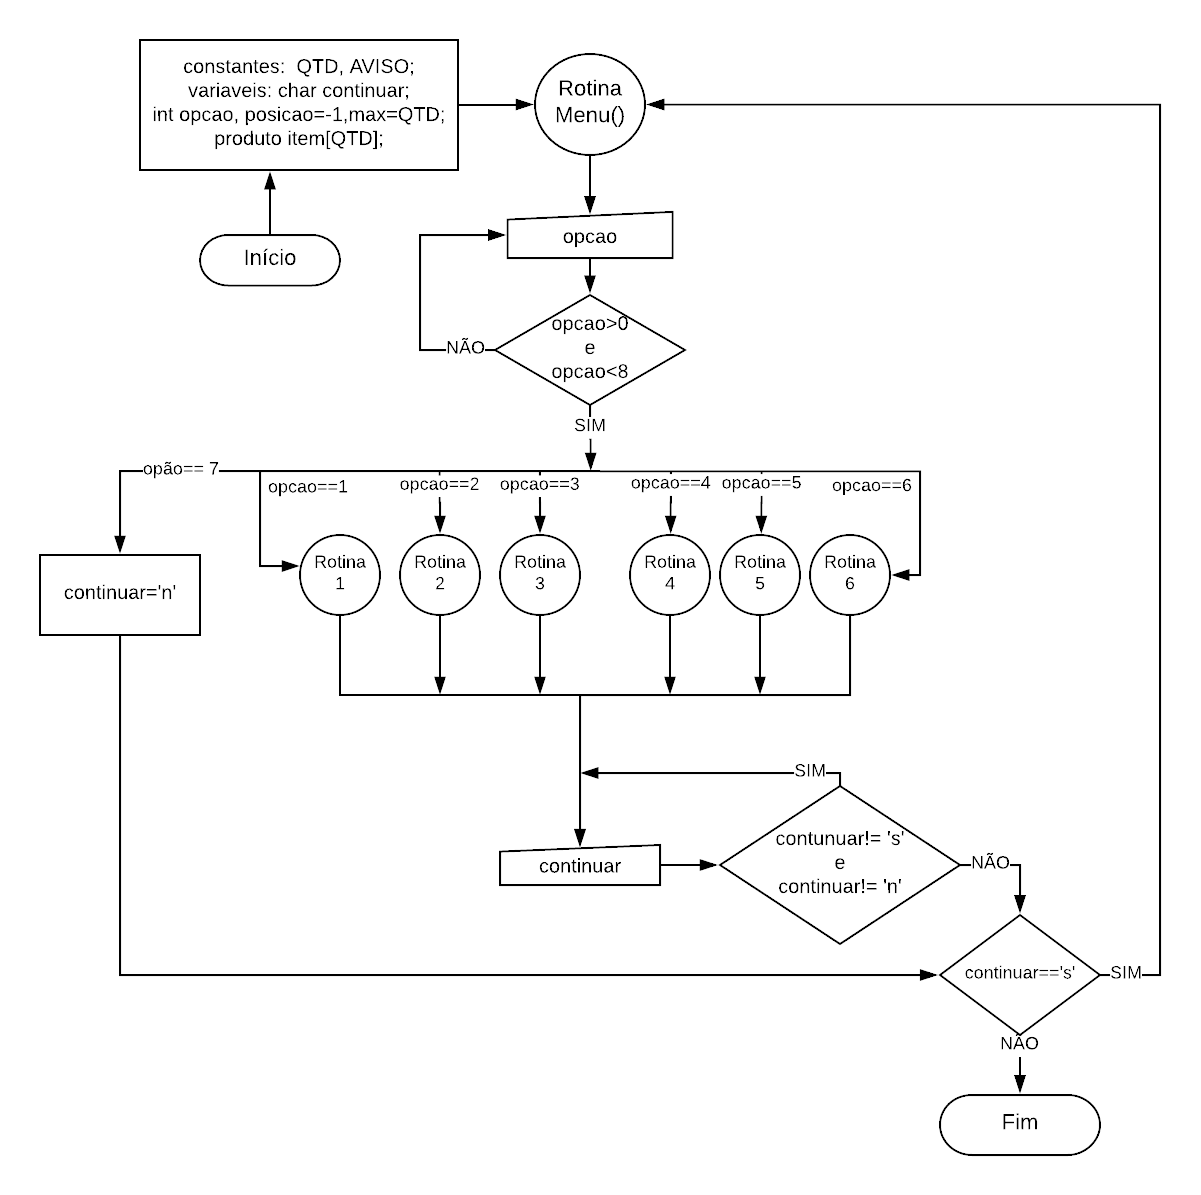 constantes:  QTD, AVISO;
variaveis: char continuar;
int opcao, posicao=-1,max=QTD;
produto item[QTD];
Rotina
Menu()
Início
opcao
opcao>0
e
opcao<8
NÃO
SIM
opão== 7
opcao==1
opcao==2
opcao==3
opcao==4
opcao==5
opcao==6
continuar='n'
Rotina
1
Rotina
2
Rotina
3
Rotina
4
Rotina
5
Rotina
6
SIM
continuar
contunuar!= 's'
e
continuar!= 'n'
NÃO
continuar=='s'
SIM
NÃO
Fim